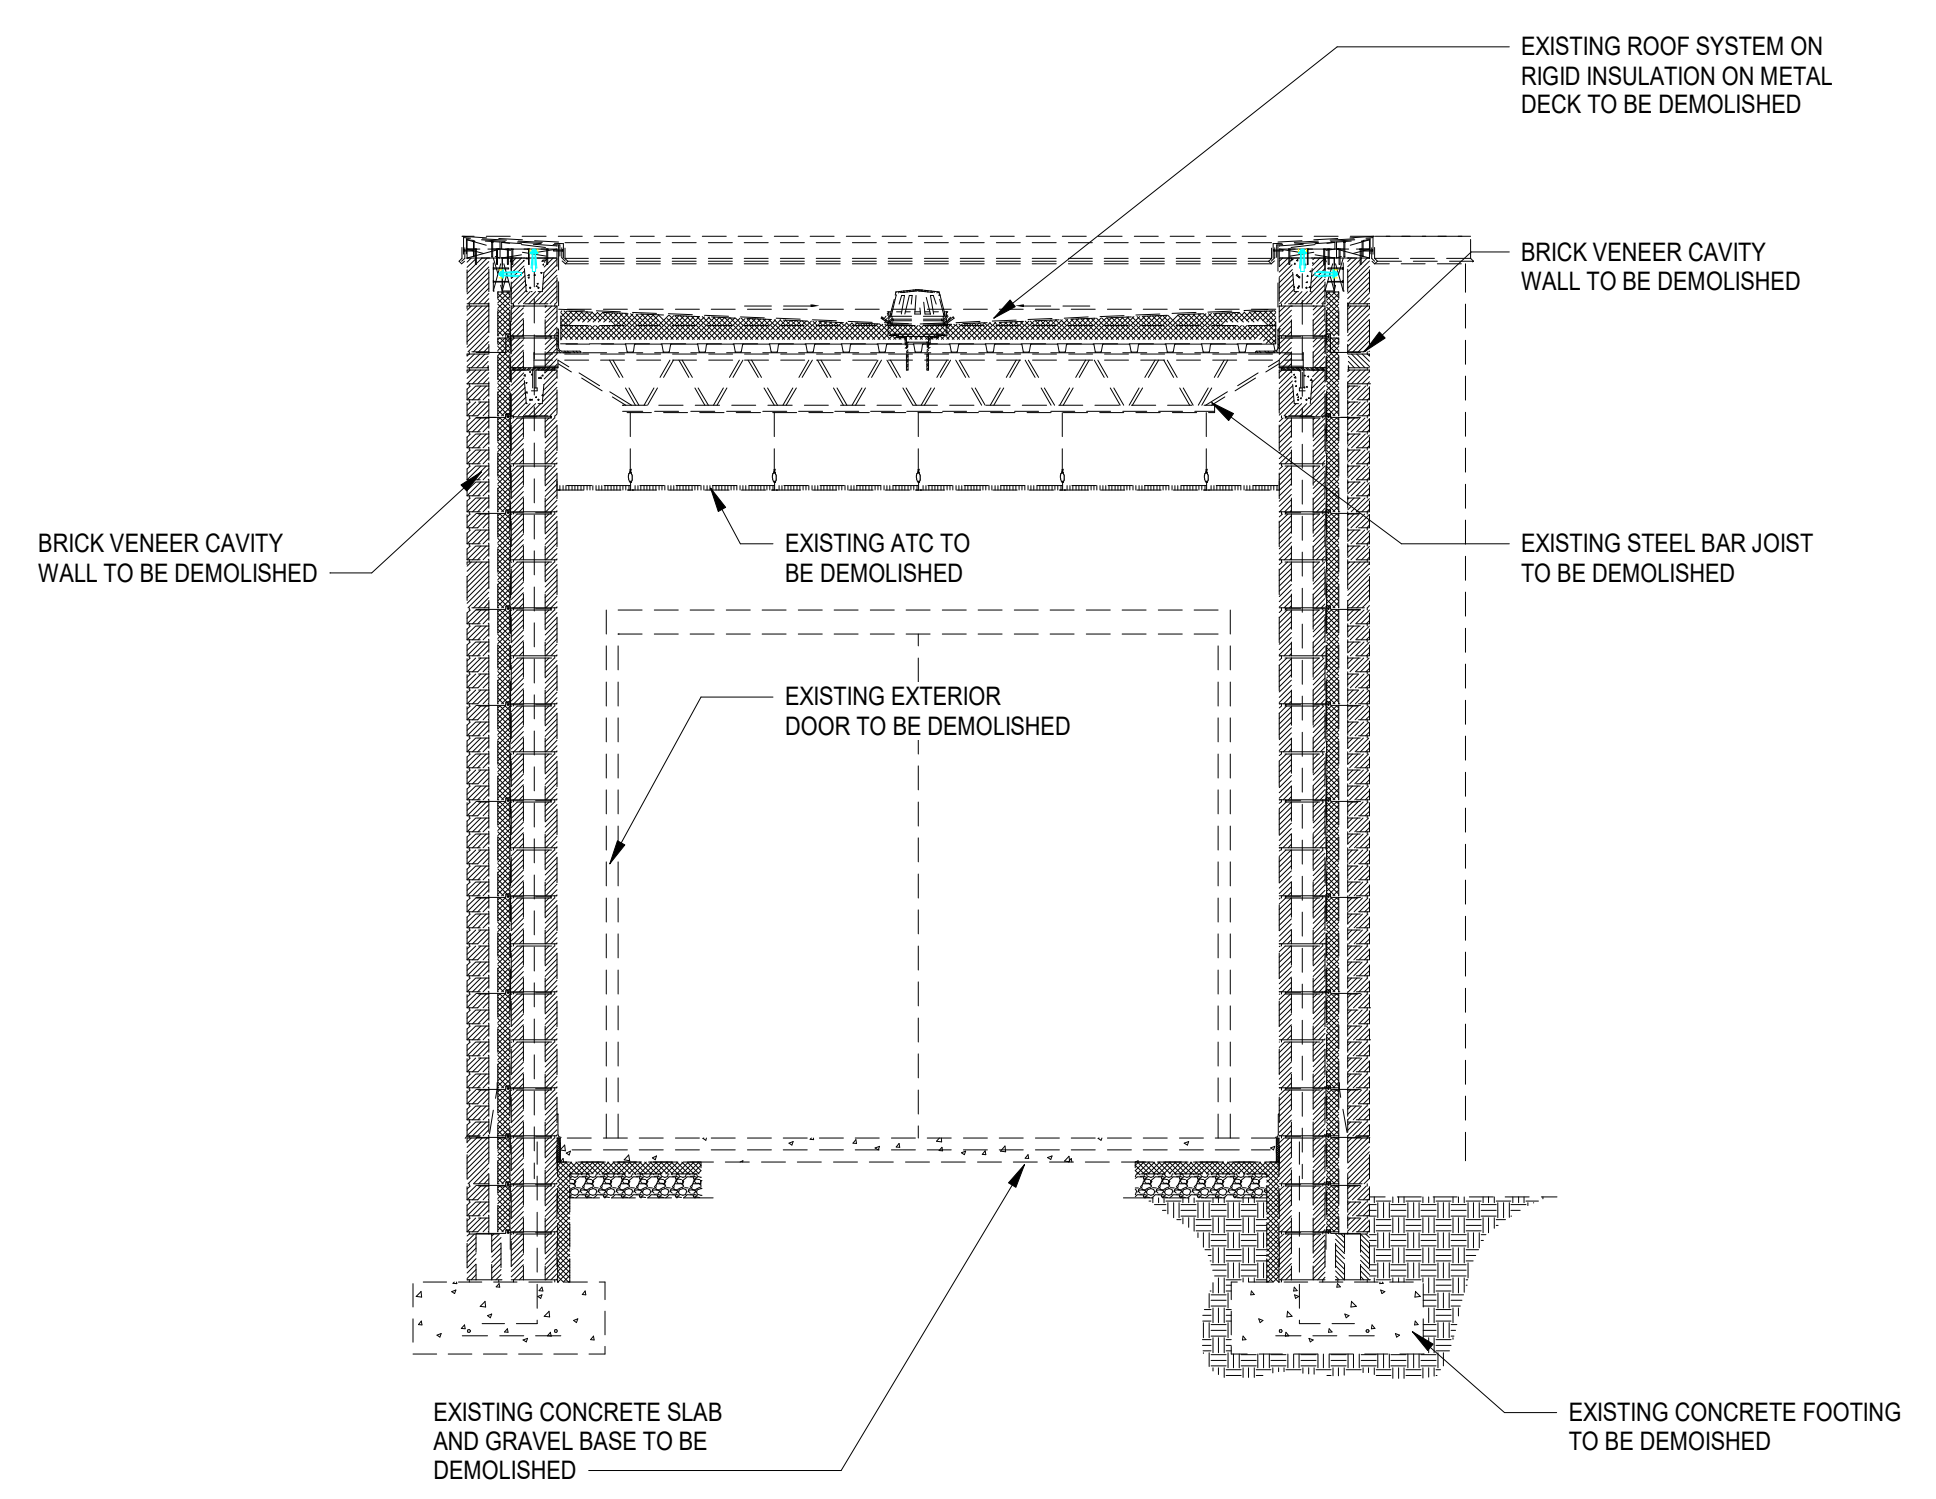 EXISTING ROOF SYSTEM ON
RIGID INSULATION ON METAL
DECK TO BE DEMOLISHED
BRICK VENEER CAVITY
WALL TO BE DEMOLISHED
BRICK VENEER CAVITY
WALL TO BE DEMOLISHED
EXISTING ATC TO
BE DEMOLISHED
EXISTING STEEL BAR JOIST
TO BE DEMOLISHED
EXISTING EXTERIOR
DOOR TO BE DEMOLISHED
EXISTING CONCRETE SLAB
AND GRAVEL BASE TO BE
DEMOLISHED
EXISTING CONCRETE FOOTING
TO BE DEMOISHED